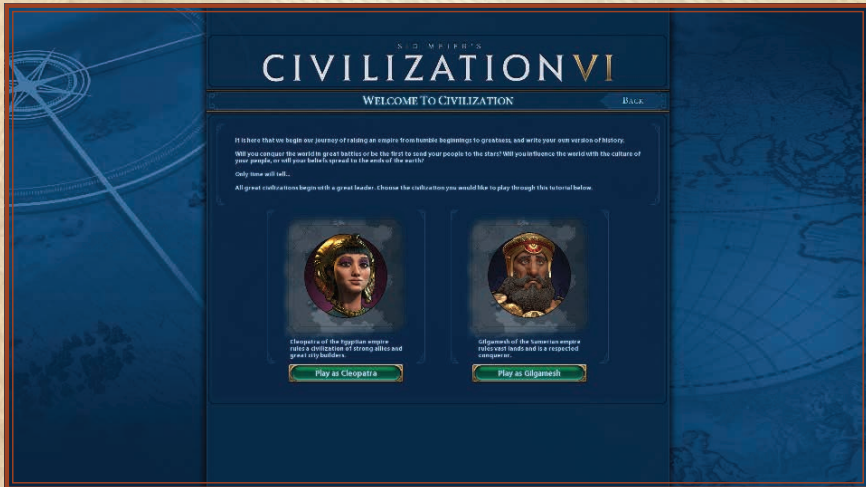 SID MEIER'S
CIVILIZATION VI
WELCOME TO CIVILIZATION
BACK
It is here that we begin our journey of raising an empire from humble beginnings to greatness, and write your own version of history.
Will you conquer the world in great battles or be the first to send your people to the stars? Will you influence the world with the culture of
your people, or will your beliefs spread to the ends of the earth?
Only time will tell...
All great civilizations begin with a great leader. Choose the civilization you would like to play through this tutorial below.
Cleopatra of the Egyptian empire
rules a civilization of strong allies and
great city builders.
Play as Cleopatra
Gilgamesh of the Sumerian empire
rules vast lands and is a respected
conqueror.
Play as Gilgamesh